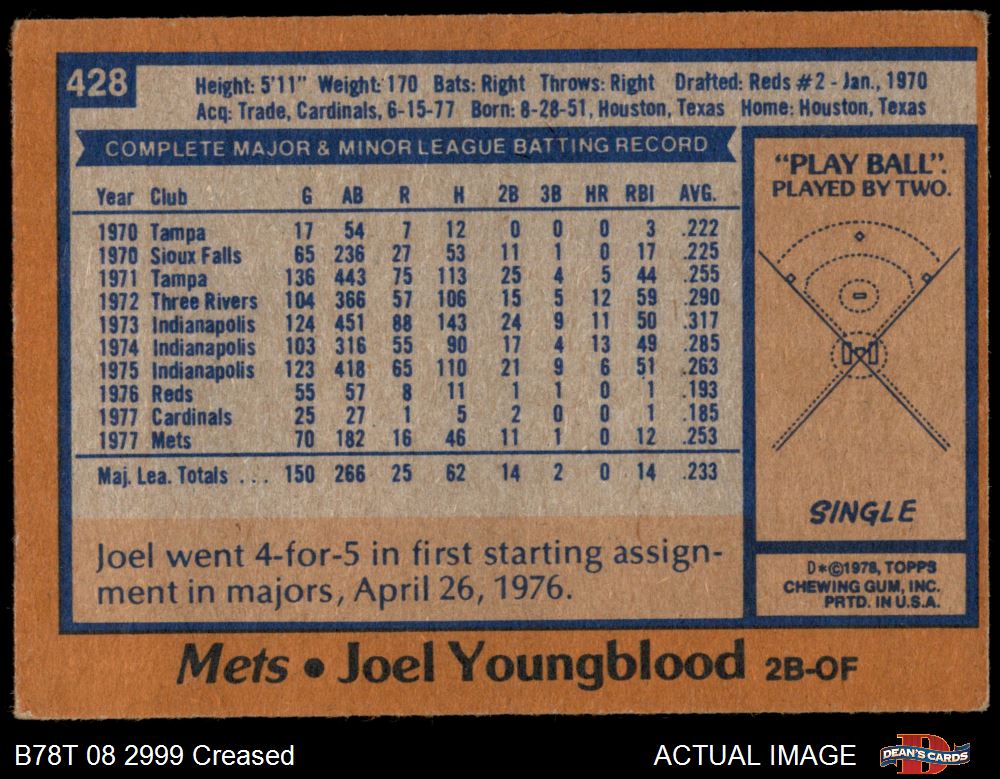 428
Height: 5'11" Weight: 170 Bats: Right Throws: Right Drafted: Reds #2 - Jan., 1970
Acq: Trade, Cardinals, 6-15-77 Born: 8-28-51, Houston, Texas Home: Houston, Texas
COMPLETE MAJOR & MINOR LEAGUE BATTING RECORD
Year Club G AB R H 2B 3B HR RBI AVG.
1970 Tampa 17 54 7 12 0 0 0 3 .222
1970 Sioux Falls 65 236 27 53 11 1 0 17 .225
1971 Tampa 136 443 75 113 25 4 5 44 .255
1972 Three Rivers 104 366 57 106 15 5 12 59 .290
1973 Indianapolis 124 451 88 143 24 9 11 50 .317
1974 Indianapolis 103 316 55 90 17 4 13 49 .285
1975 Indianapolis 123 418 65 110 21 9 6 51 .263
1976 Reds 55 57 8 11 1 1 0 1 .193
1977 Cardinals 25 27 1 5 2 0 0 1 .185
1977 Mets 70 182 16 46 11 1 0 12 .253
Maj. Lea. Totals ... 150 266 25 62 14 2 0 14 .233
Joel went 4-for-5 in first starting assign-
ment in majors, April 26, 1976.
"PLAY BALL".
PLAYED BY TWO.
SINGLE
D*©1978, TOPPS
CHEWING GUM, INC.
PRTD. IN U.S.A.
Mets • Joel Youngblood 2B-OF
B78T 08 2999 Creased
ACTUAL IMAGE
DEAN'S CARDS